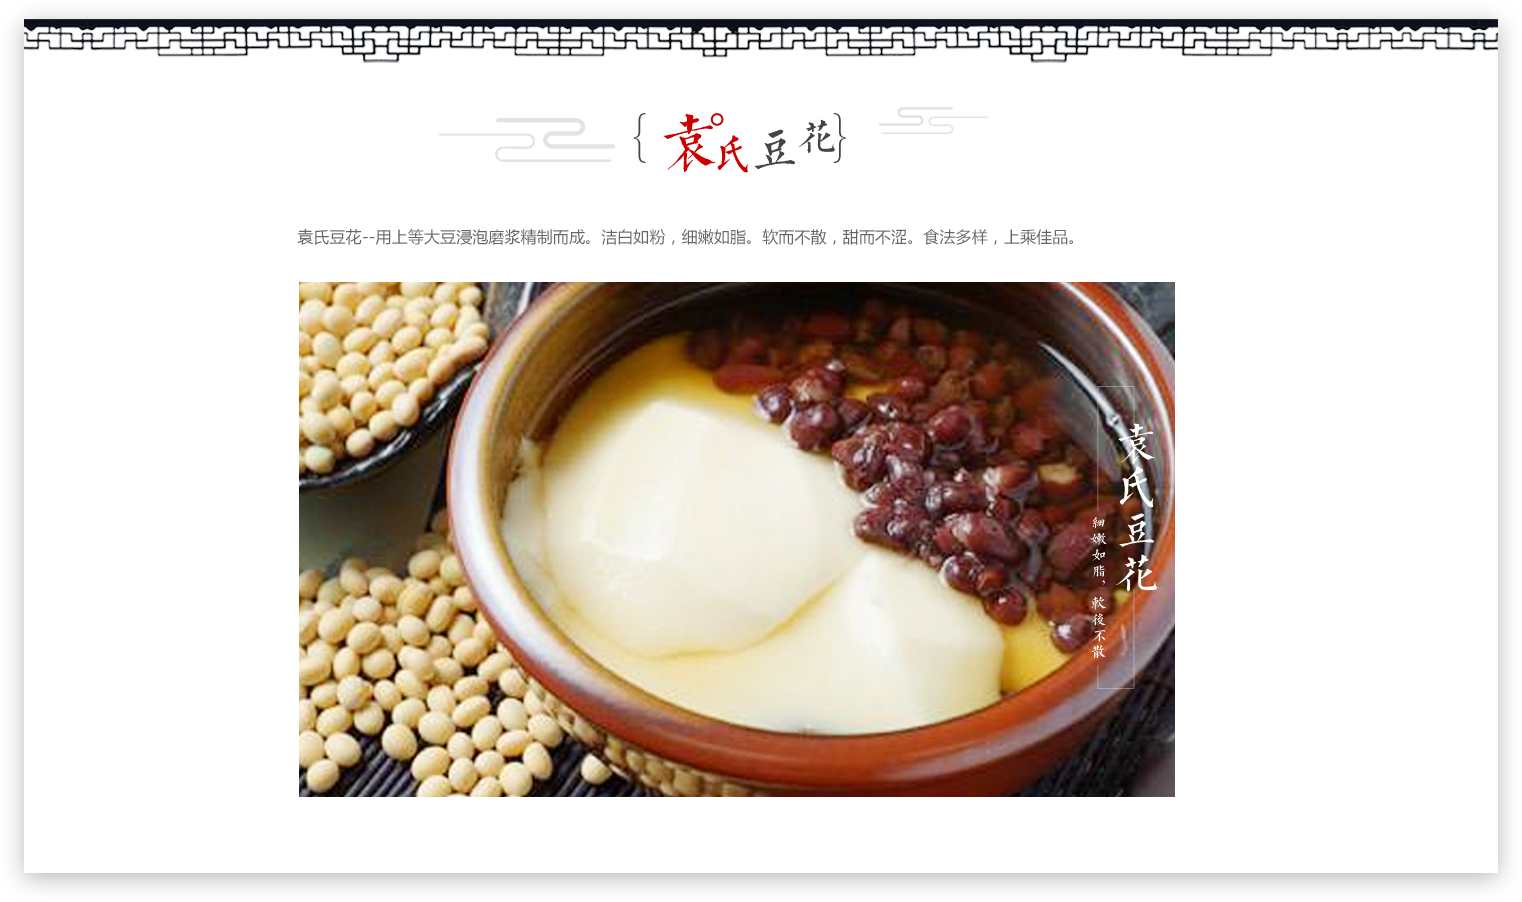 {袁氏豆花}
袁氏豆花--用上等大豆浸泡磨浆精制而成。洁白如粉，细嫩如脂。软而不散，甜而不涩。食法多样，上乘佳品。
袁氏豆花
細嫩如脂，軟後不散